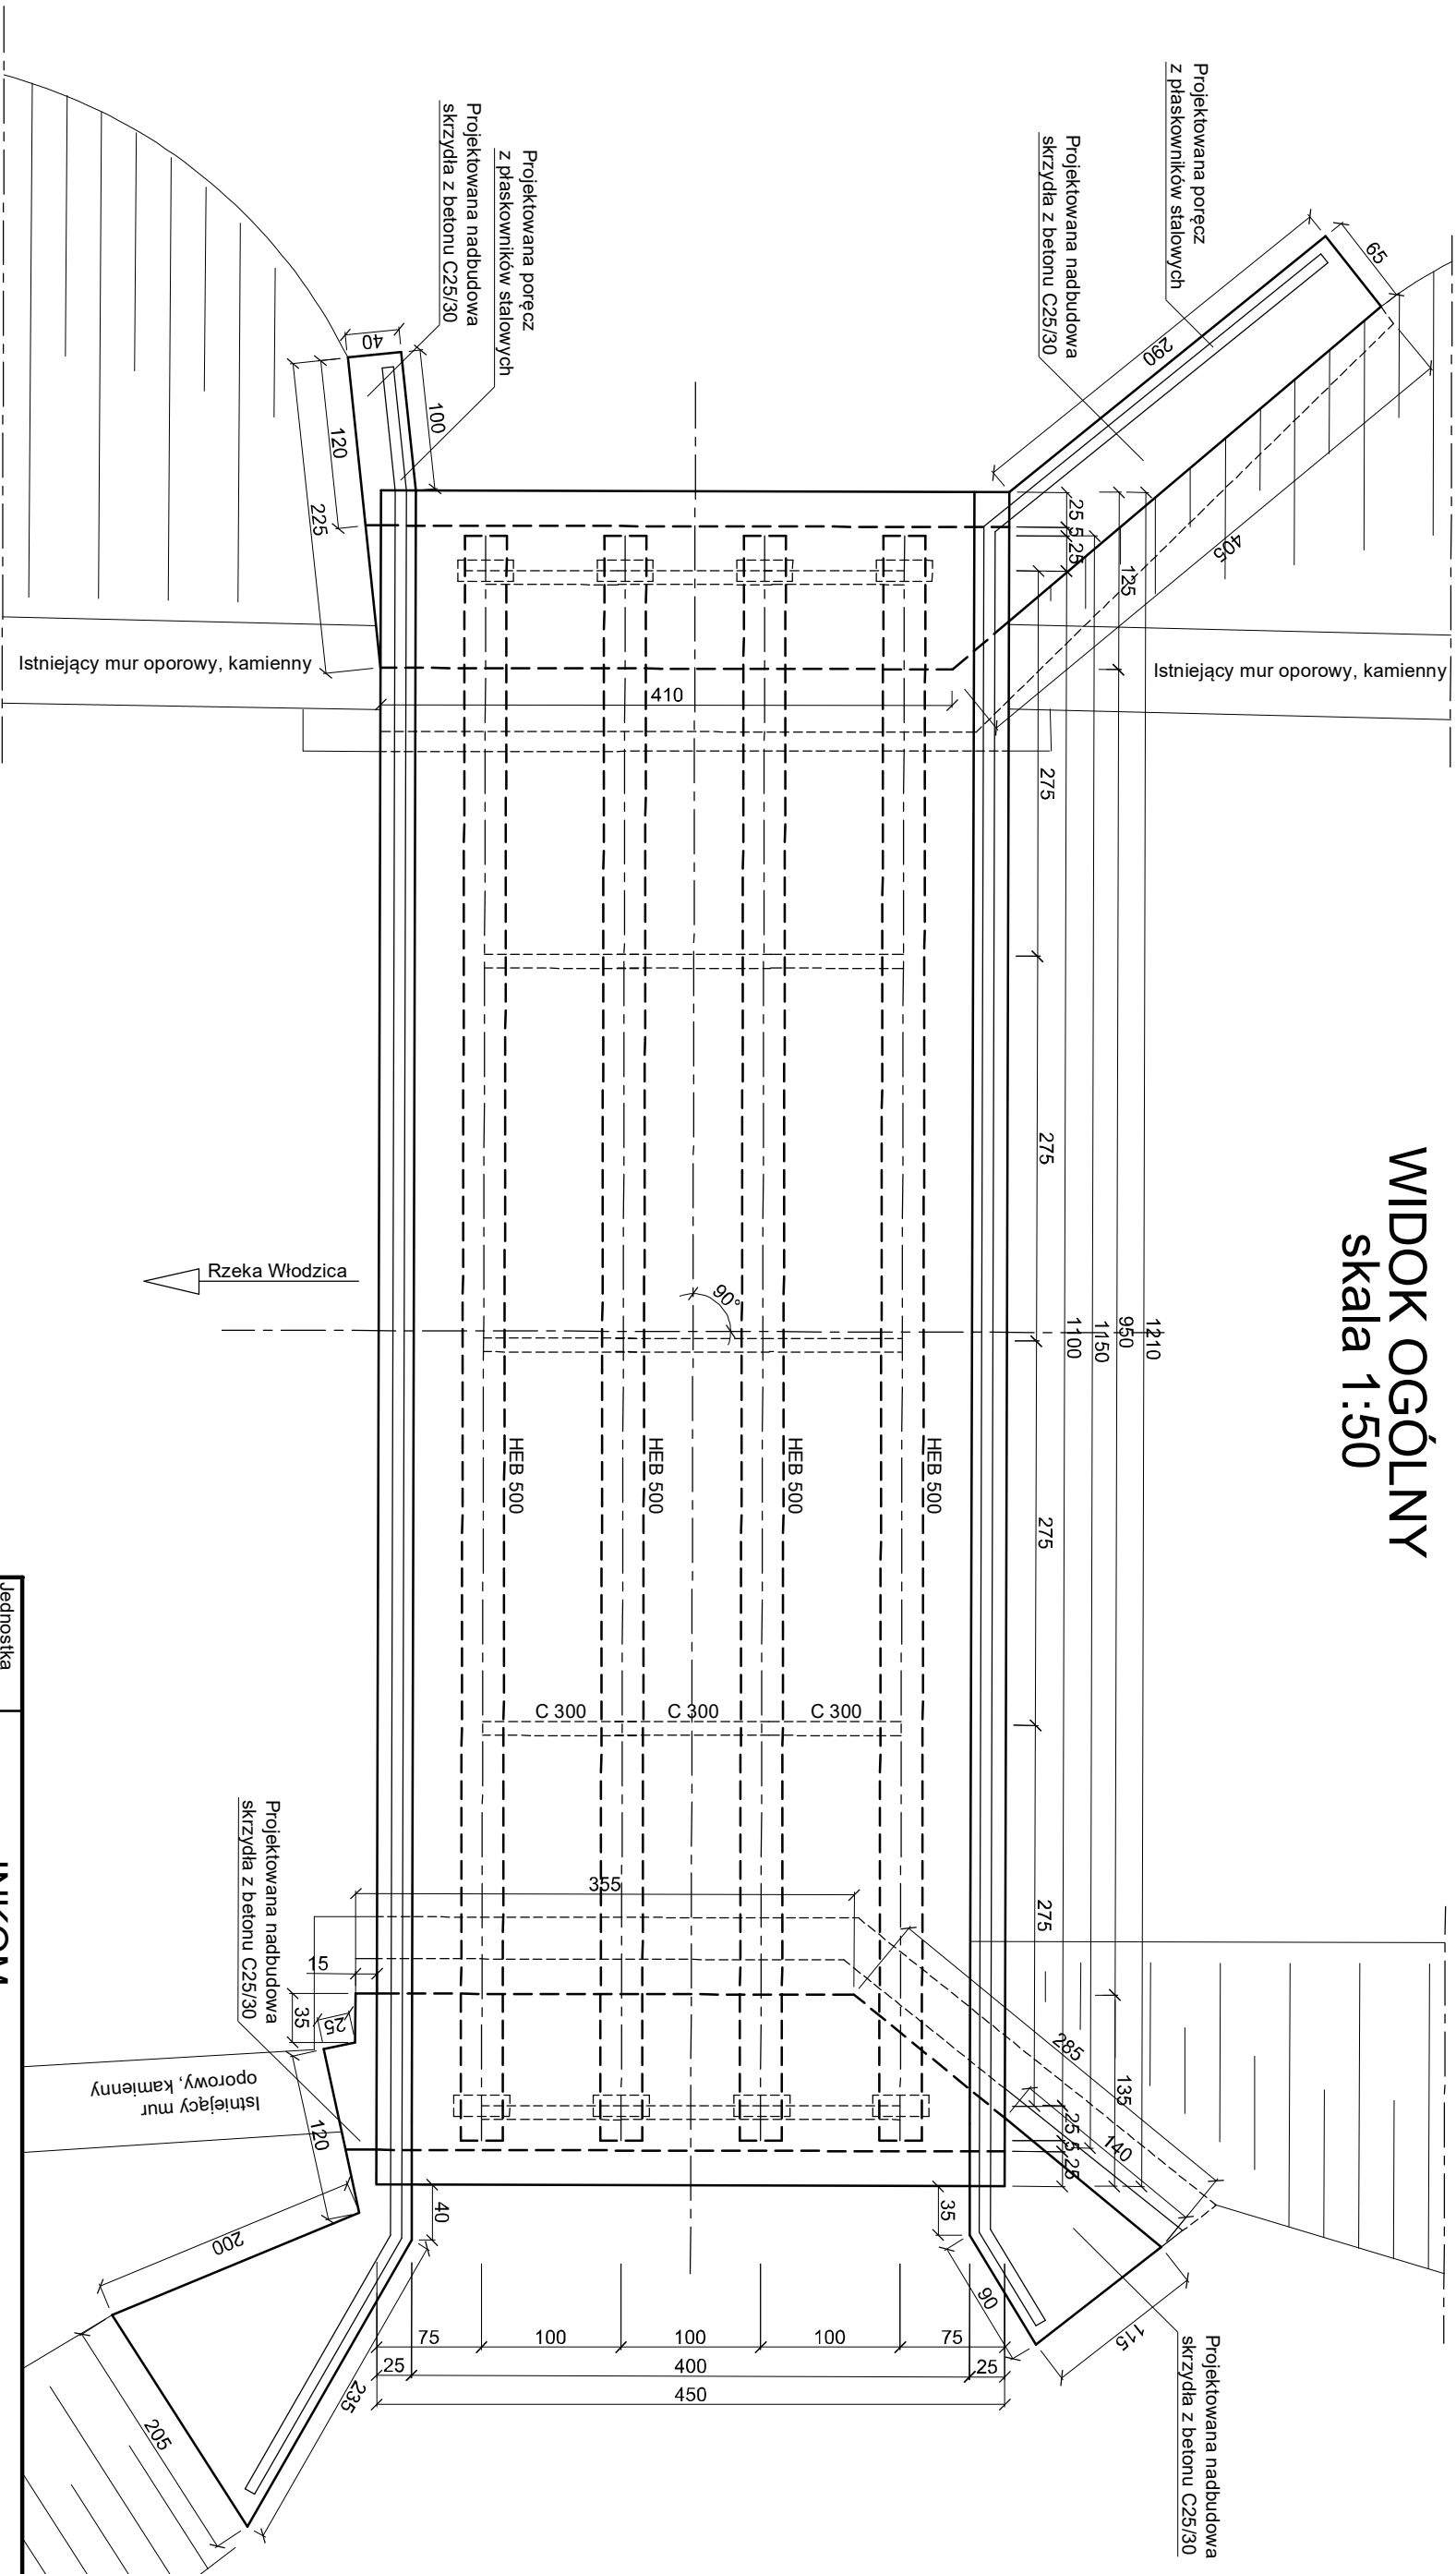 WIDOK OGÓLNY
skala 1:50
Projektowana poręcz
z płaskowników stalowych
Projektowana nadbudowa
skrzydła z betonu C25/30
65
290
405
Projektowana poręcz
z płaskowników stalowych
Projektowana nadbudowa
skrzydła z betonu C25/30
40
100
120
225
25
5
25
125
Istniejący mur oporowy, kamienny
Istniejący mur oporowy, kamienny
410
275
275
275
275
1100
1150
950
1210
90°
Rzeka Włodzica
HEB 500
HEB 500
HEB 500
HEB 500
C 300
C 300
C 300
355
15
35
25
120
Istniejący mur
oporowy, kamienny
Projektowana nadbudowa
skrzydła z betonu C25/30
285
135
140
25
5
25
40
35
90
115
200
205
235
75
100
100
100
75
25
400
25
450
Projektowana nadbudowa
skrzydła z betonu C25/30
Jednostka